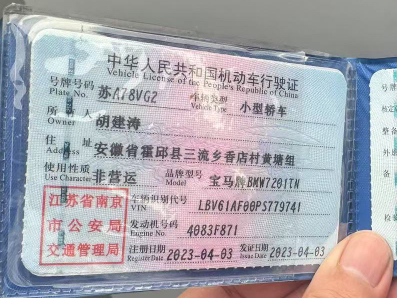 中华人民共和国机动车行驶证
Vehicle License of the People's Republic of China
号牌号码 苏A78VG2 车辆类型 小型轿车
Plate No. Vehicle Type
所有人 胡建涛
Owner
住址 安徽省霍邱县三流乡香店村黄塘组
Address
使用性质 非营运 品牌型号 宝马牌BMW7201TN
Use Character Model
江苏省南京市公安局交通管理局
车辆识别代号 LBV61AF00PS779741
VIN
发动机号码 4083F871
Engine No.
注册日期 2023-04-03 发证日期 2023-04-03
Register Date Issue Date